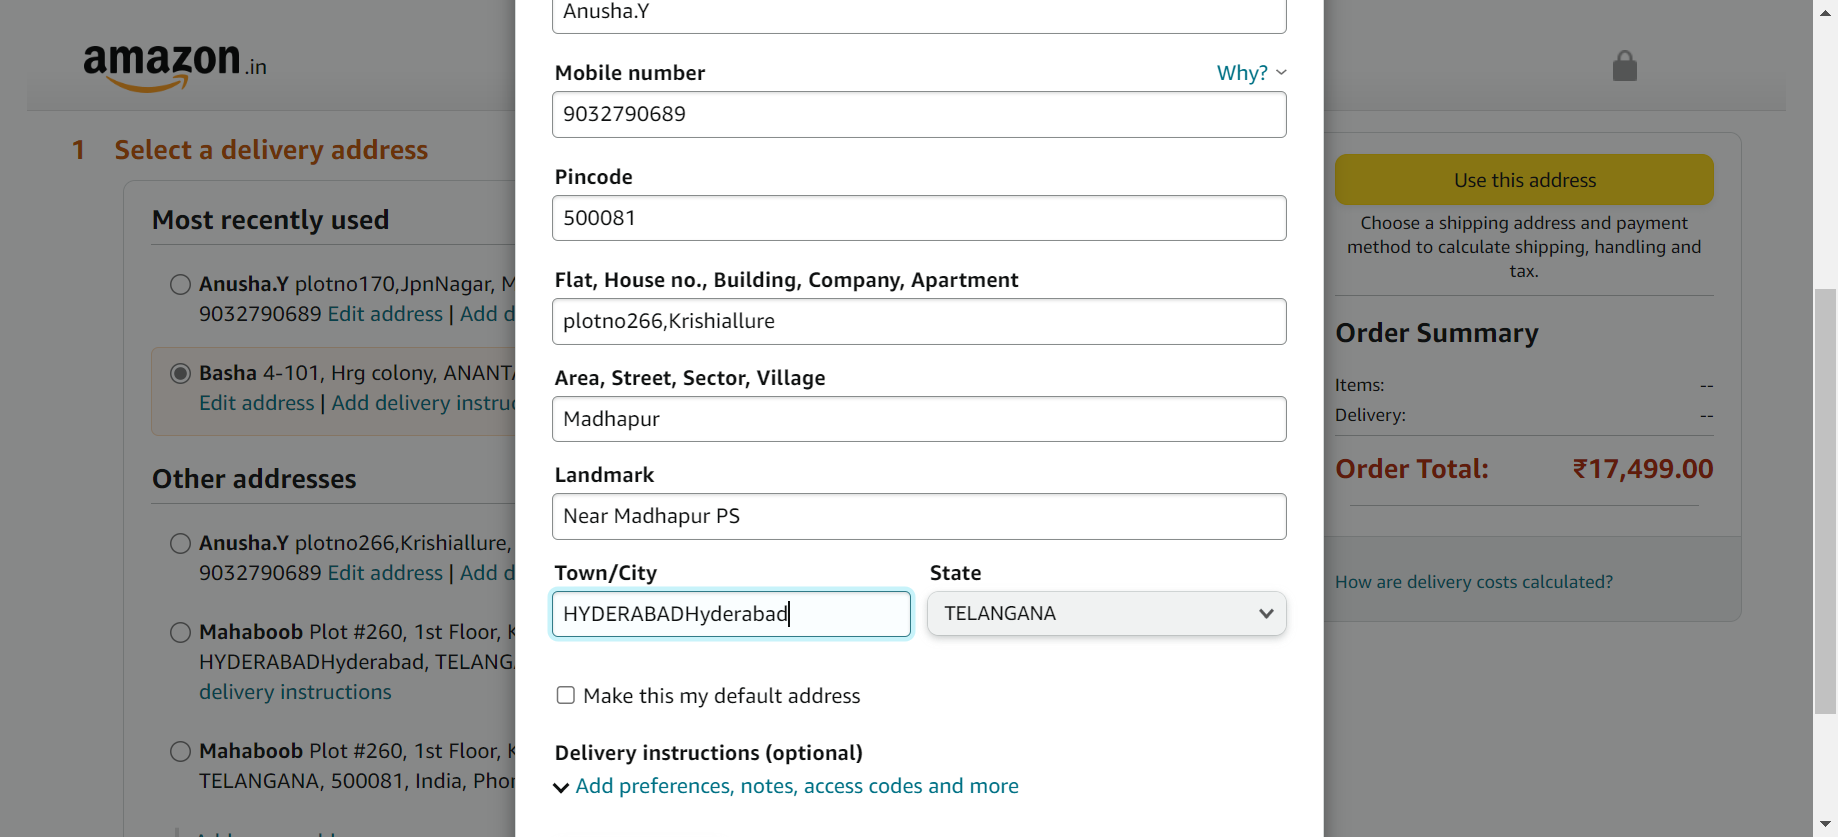 amazon.in
1 Select a delivery address
Most recently used
Anusha.Y plotno170,JpnNagar, M
9032790689 Edit address | Add d
Basha 4-101, Hrg colony, ANANTA
Edit address | Add delivery instruc
Other addresses
Anusha.Y plotno266,Krishiallure,
9032790689 Edit address | Add d
Mahaboob Plot #260, 1st Floor, K
HYDERABADHyderabad, TELANGA
delivery instructions
Mahaboob Plot #260, 1st Floor, K
TELANGANA, 500081, India, Phon
Anusha.Y
Mobile number
Why?
9032790689
Pincode
500081
Flat, House no., Building, Company, Apartment
plotno266,Krishiallure
Area, Street, Sector, Village
Madhapur
Landmark
Near Madhapur PS
Town/City
State
HYDERABADHyderabad
TELANGANA
Make this my default address
Delivery instructions (optional)
Add preferences, notes, access codes and more
Use this address
Choose a shipping address and payment
method to calculate shipping, handling and
tax.
Order Summary
Items: --
Delivery: --
Order Total: ₹17,499.00
How are delivery costs calculated?